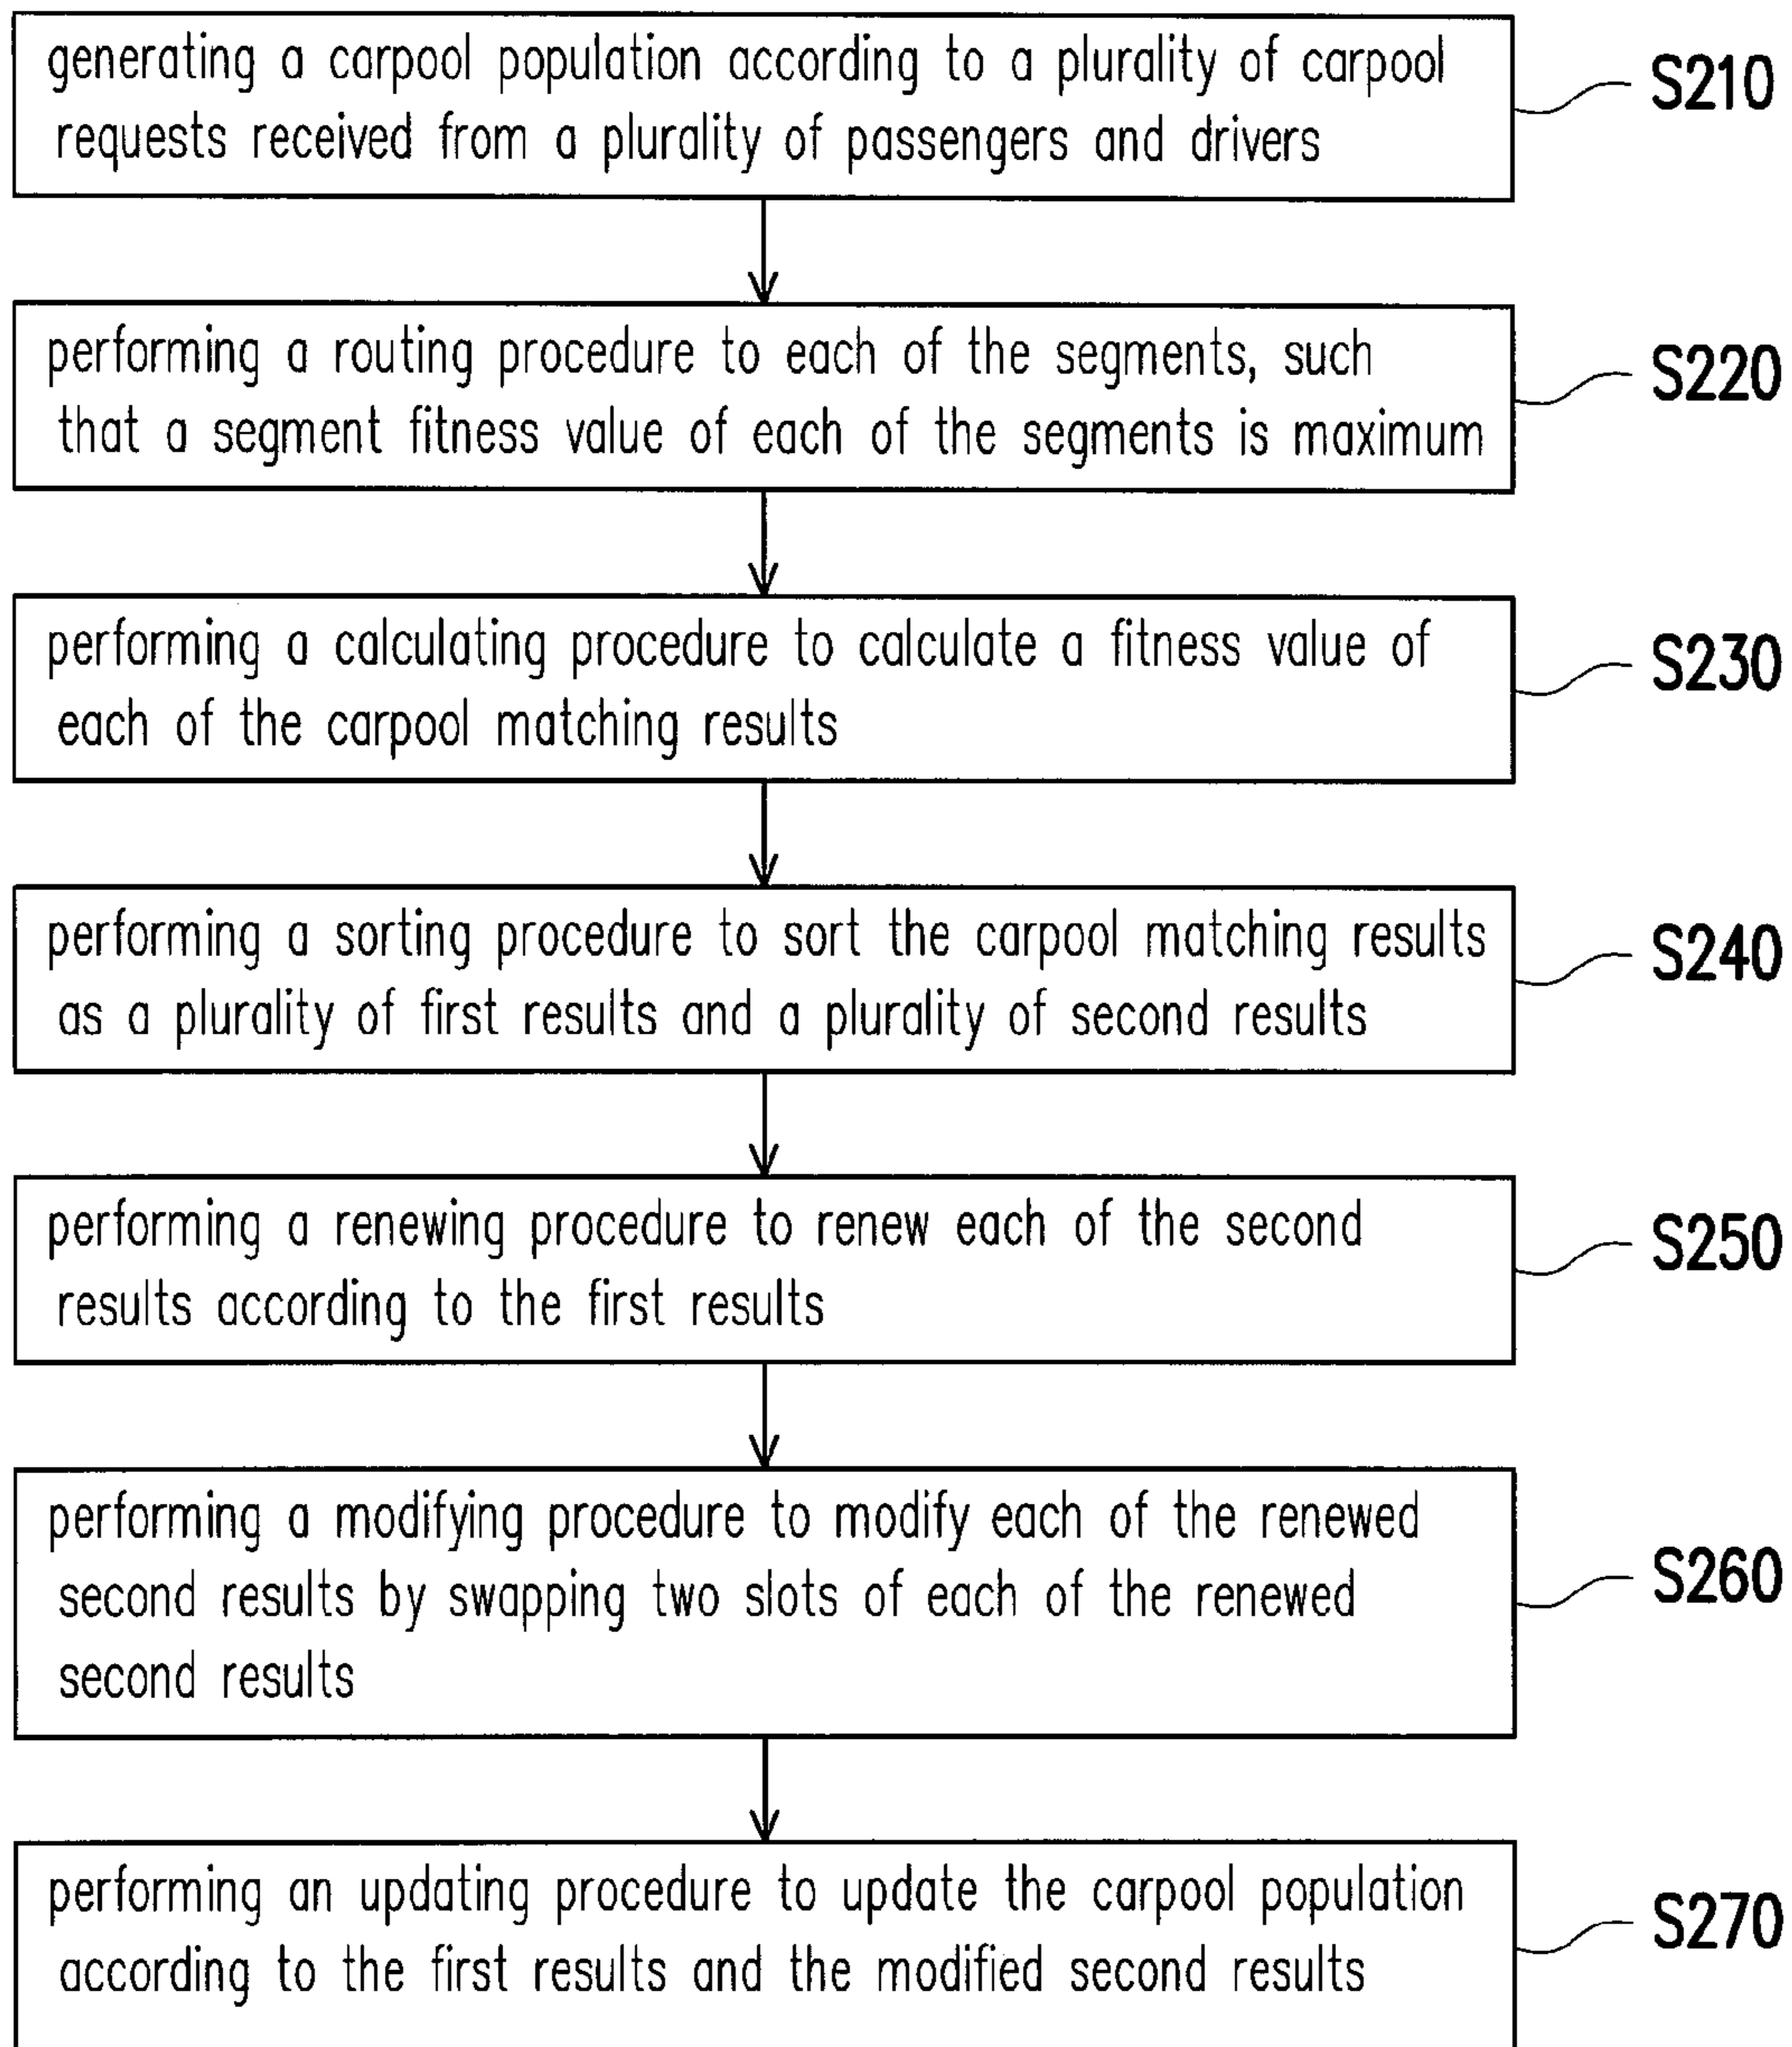 generating a carpool population according to a plurality of carpool
requests received from a plurality of passengers and drivers
S210
performing a routing procedure to each of the segments, such
that a segment fitness value of each of the segments is maximum
S220
performing a calculating procedure to calculate a fitness value of
each of the carpool matching results
S230
performing a sorting procedure to sort the carpool matching results
as a plurality of first results and a plurality of second results
S240
performing a renewing procedure to renew each of the second
results according to the first results
S250
performing a modifying procedure to modify each of the renewed
second results by swapping two slots of each of the renewed
second results
S260
performing an updating procedure to update the carpool population
according to the first results and the modified second results
S270